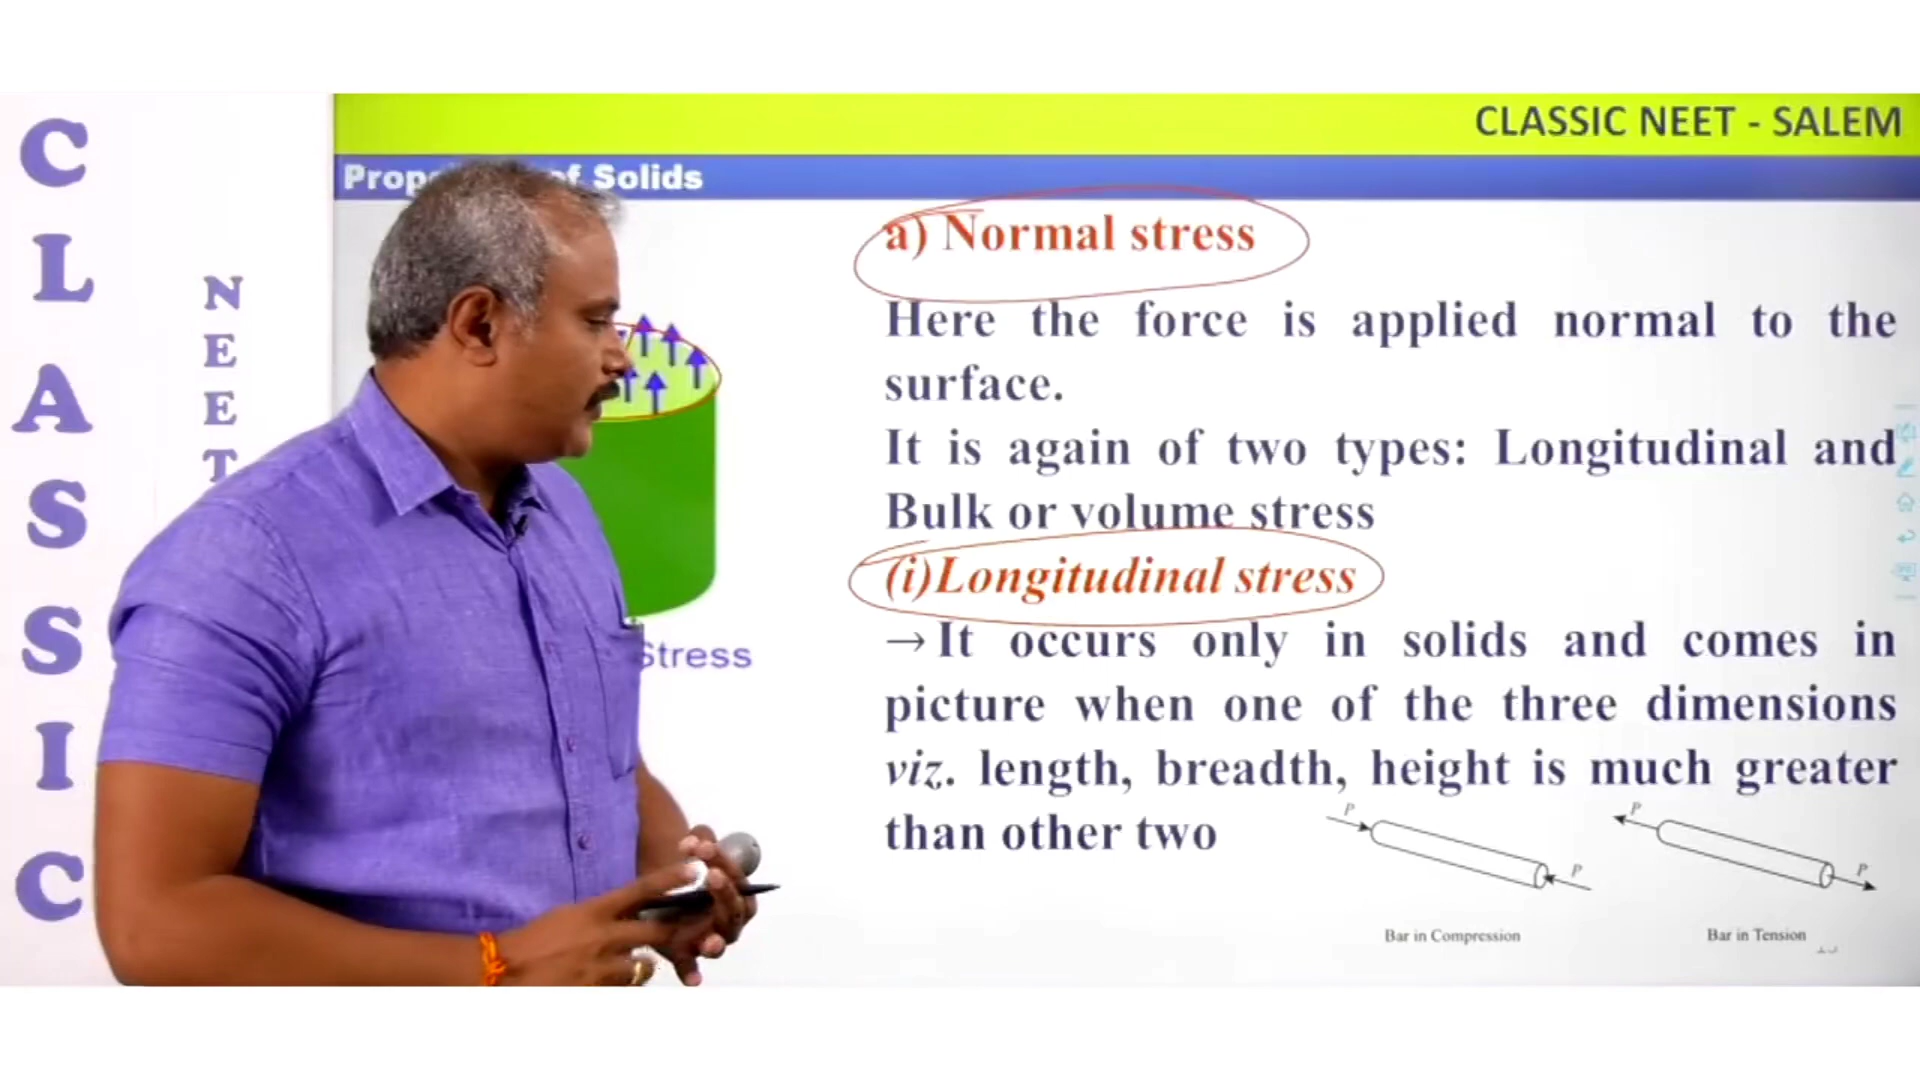 CLASSIC
NEET
CLASSIC NEET - SALEM
of Solids
a) Normal stress
Here the force is applied normal to the
surface.
It is again of two types: Longitudinal and
Bulk or volume stress
(i)Longitudinal stress
→It occurs only in solids and comes in
picture when one of the three dimensions
viz. length, breadth, height is much greater
than other two
Stress
P
P
P
P
Bar in Compression
Bar in Tension